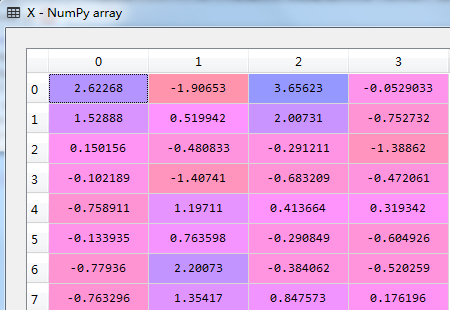 X - NumPy array
0 1 2 3
0 2.62268 -1.90653 3.65623 -0.0529033
1 1.52888 0.519942 2.00731 -0.752732
2 0.150156 -0.480833 -0.291211 -1.38862
3 -0.102189 -1.40741 -0.683209 -0.472061
4 -0.758911 1.19711 0.413664 0.319342
5 -0.133935 0.763598 -0.290849 -0.604926
6 -0.77936 2.20073 -0.384062 -0.520259
7 -0.763296 1.35417 0.847573 0.176196